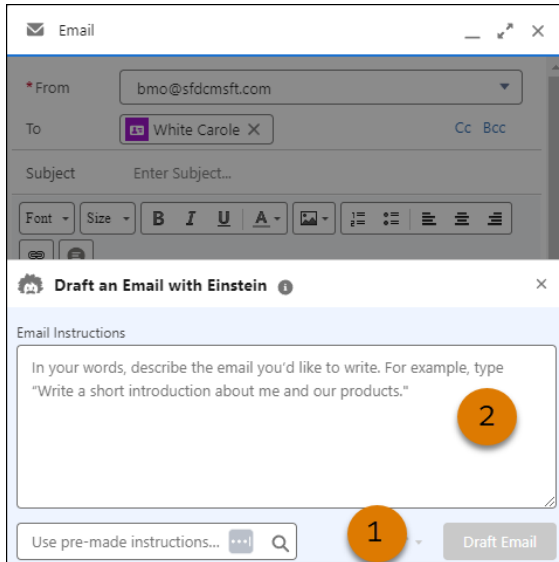 Email
*From bmo@sfdcmsft.com
To White Carole Cc Bcc
Subject Enter Subject...
Font Size B I U A
Draft an Email with Einstein
Email Instructions
In your words, describe the email you'd like to write. For example, type
"Write a short introduction about me and our products."
2
Use pre-made instructions... 1 Draft Email